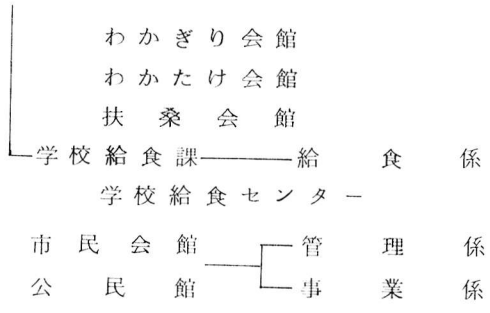 わかぎり会館
わかたけ会館
扶桑会館
学校給食課 給食係
学校給食センター
市民会館 管理係
公民館 事業係